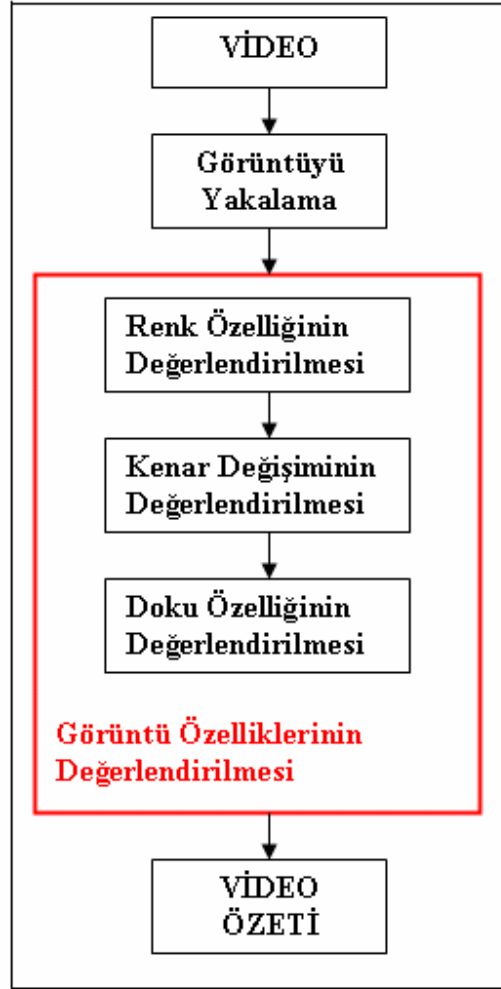 VİDEO
Görüntüyü
Yakalama
Renk Özelliğinin
Değerlendirilmesi
Kenar Değişiminin
Değerlendirilmesi
Doku Özelliğinin
Değerlendirilmesi
Görüntü Özelliklerinin
Değerlendirilmesi
VİDEO
ÖZETİ